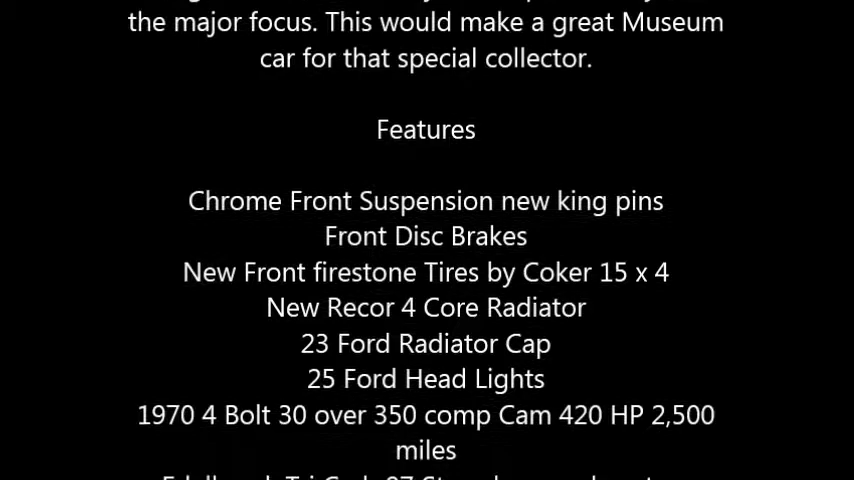 the major focus. This would make a great Museum
car for that special collector.
Features
Chrome Front Suspension new king pins
Front Disc Brakes
New Front firestone Tires by Coker 15 x 4
New Recor 4 Core Radiator
23 Ford Radiator Cap
25 Ford Head Lights
1970 4 Bolt 30 over 350 comp Cam 420 HP 2,500
miles